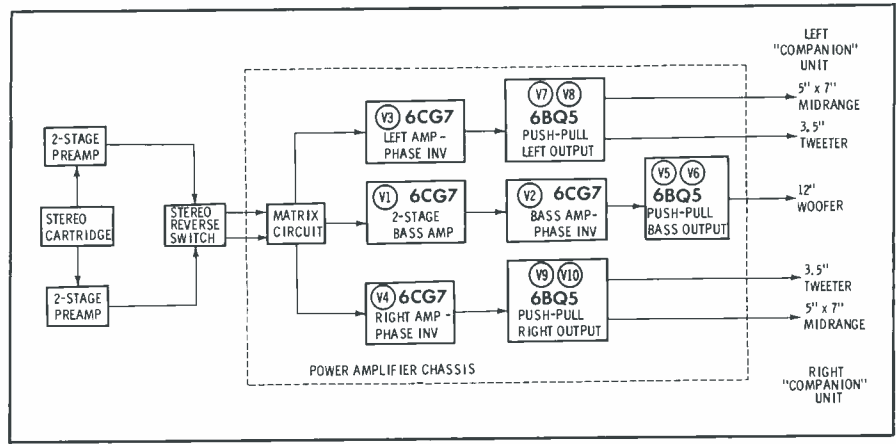 LEFT
"COMPANION"
UNIT
5" x 7"
MIDRANGE
3.5"
TWEETER
V7 V8
6BQ5
PUSH-PULL
LEFT OUTPUT
V3 6CG7
LEFT AMP -
PHASE INV
2-STAGE
PREAMP
STEREO
CARTRIDGE
2-STAGE
PREAMP
STEREO
REVERSE
SWITCH
MATRIX
CIRCUIT
V1 6CG7
2-STAGE
BASS AMP
V2 6CG7
BASS AMP-
PHASE INV
V5 V6
6BQ5
PUSH-PULL
BASS OUTPUT
12"
WOOFER
V4 6CG7
RIGHT AMP -
PHASE INV
V9 V10
6BQ5
PUSH-PULL
RIGHT OUTPUT
3.5"
TWEETER
5" x 7"
MIDRANGE
POWER AMPLIFIER CHASSIS
RIGHT
"COMPANION"
UNIT